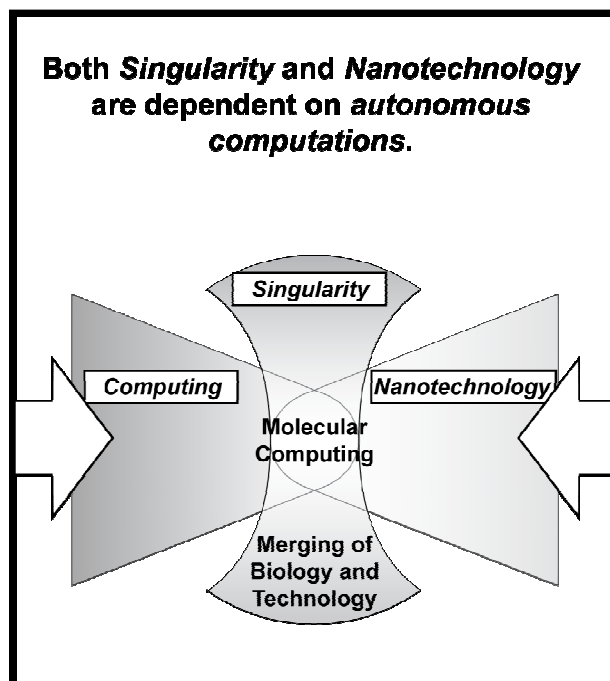 Both Singularity and Nanotechnology
are dependent on autonomous
computations.
Singularity
Computing
Nanotechnology
Molecular
Computing
Merging of
Biology and
Technology